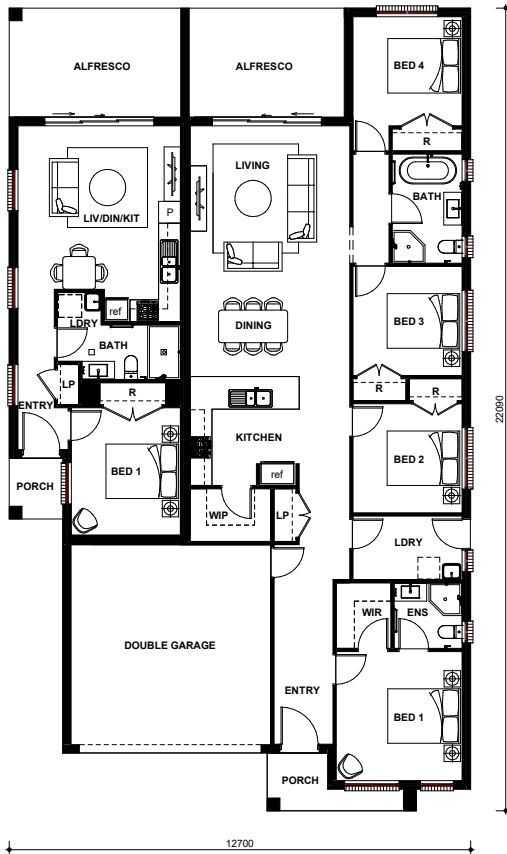 ALFRESCO
ALFRESCO
BED 4
R
LIVING
LIV/DIN/KIT
P
BATH
ref
LDRY
BATH
DINING
BED 3
LP
R
R
R
ENTRY
KITCHEN
BED 1
BED 2
22090
ref
PORCH
WIP
LP
LDRY
WIR
ENS
DOUBLE GARAGE
ENTRY
BED 1
PORCH
12700